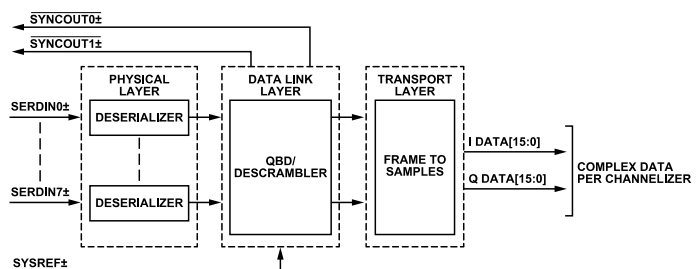 SYNCOUT0±
SYNCOUT1±
PHYSICAL
LAYER
DATA LINK
LAYER
TRANSPORT
LAYER
SERDIN0±
DESERIALIZER
QBD/
DESCRAMBLER
FRAME TO
SAMPLES
I DATA[15:0]
Q DATA[15:0]
COMPLEX DATA
PER CHANNELIZER
SERDIN7±
DESERIALIZER
SYSREF±